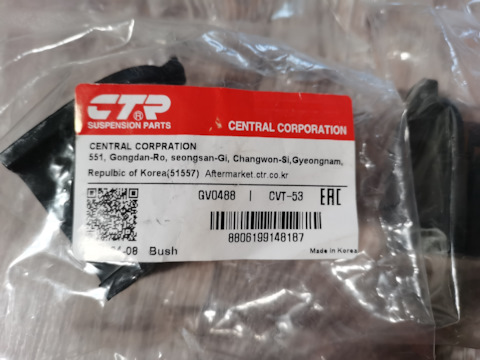 CTR
®
SUSPENSION PARTS
CENTRAL CORPORATION
CENTRAL CORPRATION
551, Gongdan-Ro, seongsan-Gi, Changwon-Si,Gyeongnam,
Repulbic of Korea(51557) Aftermarket.ctr.co.kr
GV0488 | CVT-53 EAC
8806199148187
-08 Bush
Made in Korea